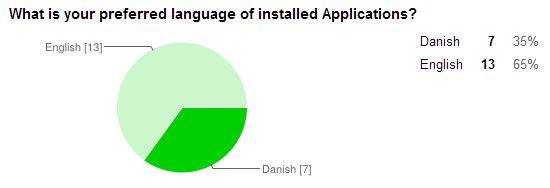 What is your preferred language of installed Applications?
English [13]
Danish [7]
Danish 7 35%
English 13 65%